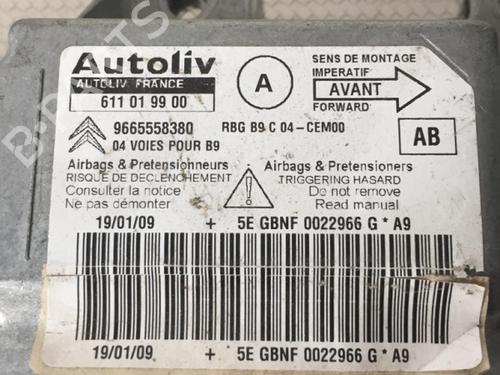 Autoliv
AUTOLIV FRANCE
611 01 99 00
A
SENS DE MONTAGE
IMPERATIF
AVANT
FORWARD
9665558380
RBG B9 C 04-CEM00
04 VOIES POUR B9
AB
Airbags & Pretensionneurs
RISQUE DE DECLENCHEMENT
Consulter la notice
Ne pas démonter
Airbags & Pretensioners
TRIGGERING HASARD
Do not remove
Read manual
19/01/09 + 5E GBNF 0022966 G * A9
19/01/09 + 5E GBNF 0022966 G * A9
B-PARTS